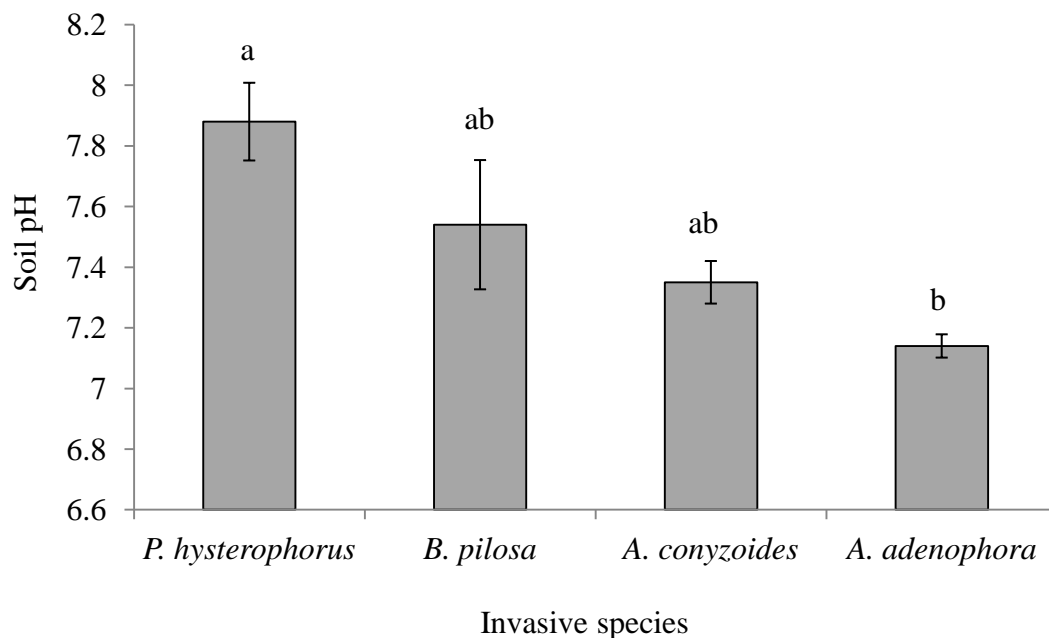 8.2
8
7.8
7.6
7.4
7.2
7
6.8
6.6
Soil pH
a
ab
ab
b
P. hysterophorus B. pilosa A. conyzoides A. adenophora
Invasive species